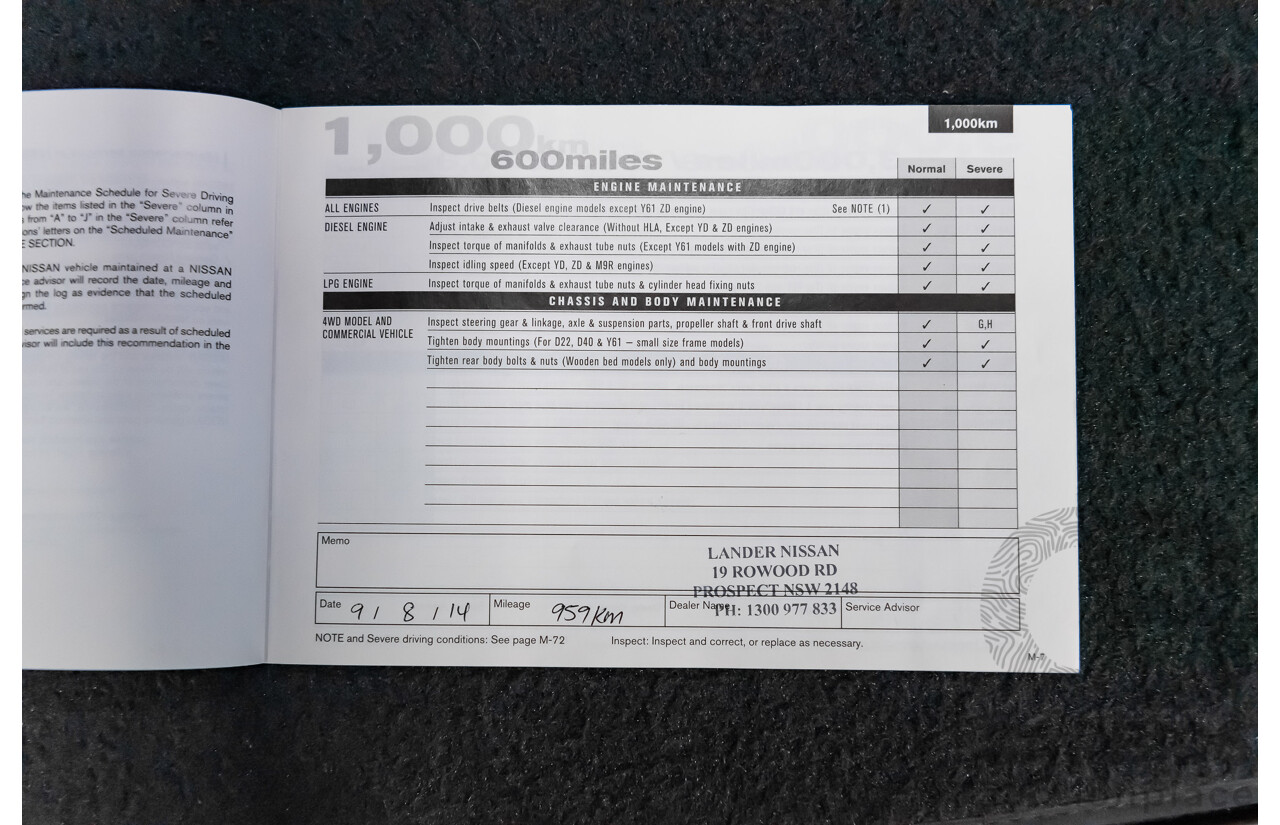 he Maintenance Schedule for Severe Driving
ow the items listed in the "Severe" column in
from "A" to "J" in the "Severe" column refer
ons' letters on the "Scheduled Maintenance"
E SECTION.
NISSAN vehicle maintained at a NISSAN
ce advisor will record the date, mileage and
on the log as evidence that the scheduled
rmed.
services are required as a result of scheduled
isor will include this recommendation in the
1,000km
1,000km
600miles
Normal Severe
ENGINE MAINTENANCE
ALL ENGINES Inspect drive belts (Diesel engine models except Y61 ZD engine) See NOTE (1) ✓ ✓
DIESEL ENGINE Adjust intake & exhaust valve clearance (Without HLA, Except YD & ZD engines) ✓ ✓
Inspect torque of manifolds & exhaust tube nuts (Except Y61 models with ZD engine) ✓ ✓
Inspect idling speed (Except YD, ZD & M9R engines) ✓ ✓
LPG ENGINE Inspect torque of manifolds & exhaust tube nuts & cylinder head fixing nuts ✓ ✓
CHASSIS AND BODY MAINTENANCE
4WD MODEL AND Inspect steering gear & linkage, axle & suspension parts, propeller shaft & front drive shaft ✓ G,H
COMMERCIAL VEHICLE
Tighten body mountings (For D22, D40 & Y61 – small size frame models) ✓ ✓
Tighten rear body bolts & nuts (Wooden bed models only) and body mountings ✓ ✓
Memo
LANDER NISSAN
19 ROWOOD RD
PROSPECT NSW 2148
PH: 1300 977 833
Date 9 / 8 / 14 Mileage 959km Dealer Name Service Advisor
NOTE and Severe driving conditions: See page M-72 Inspect: Inspect and correct, or replace as necessary.